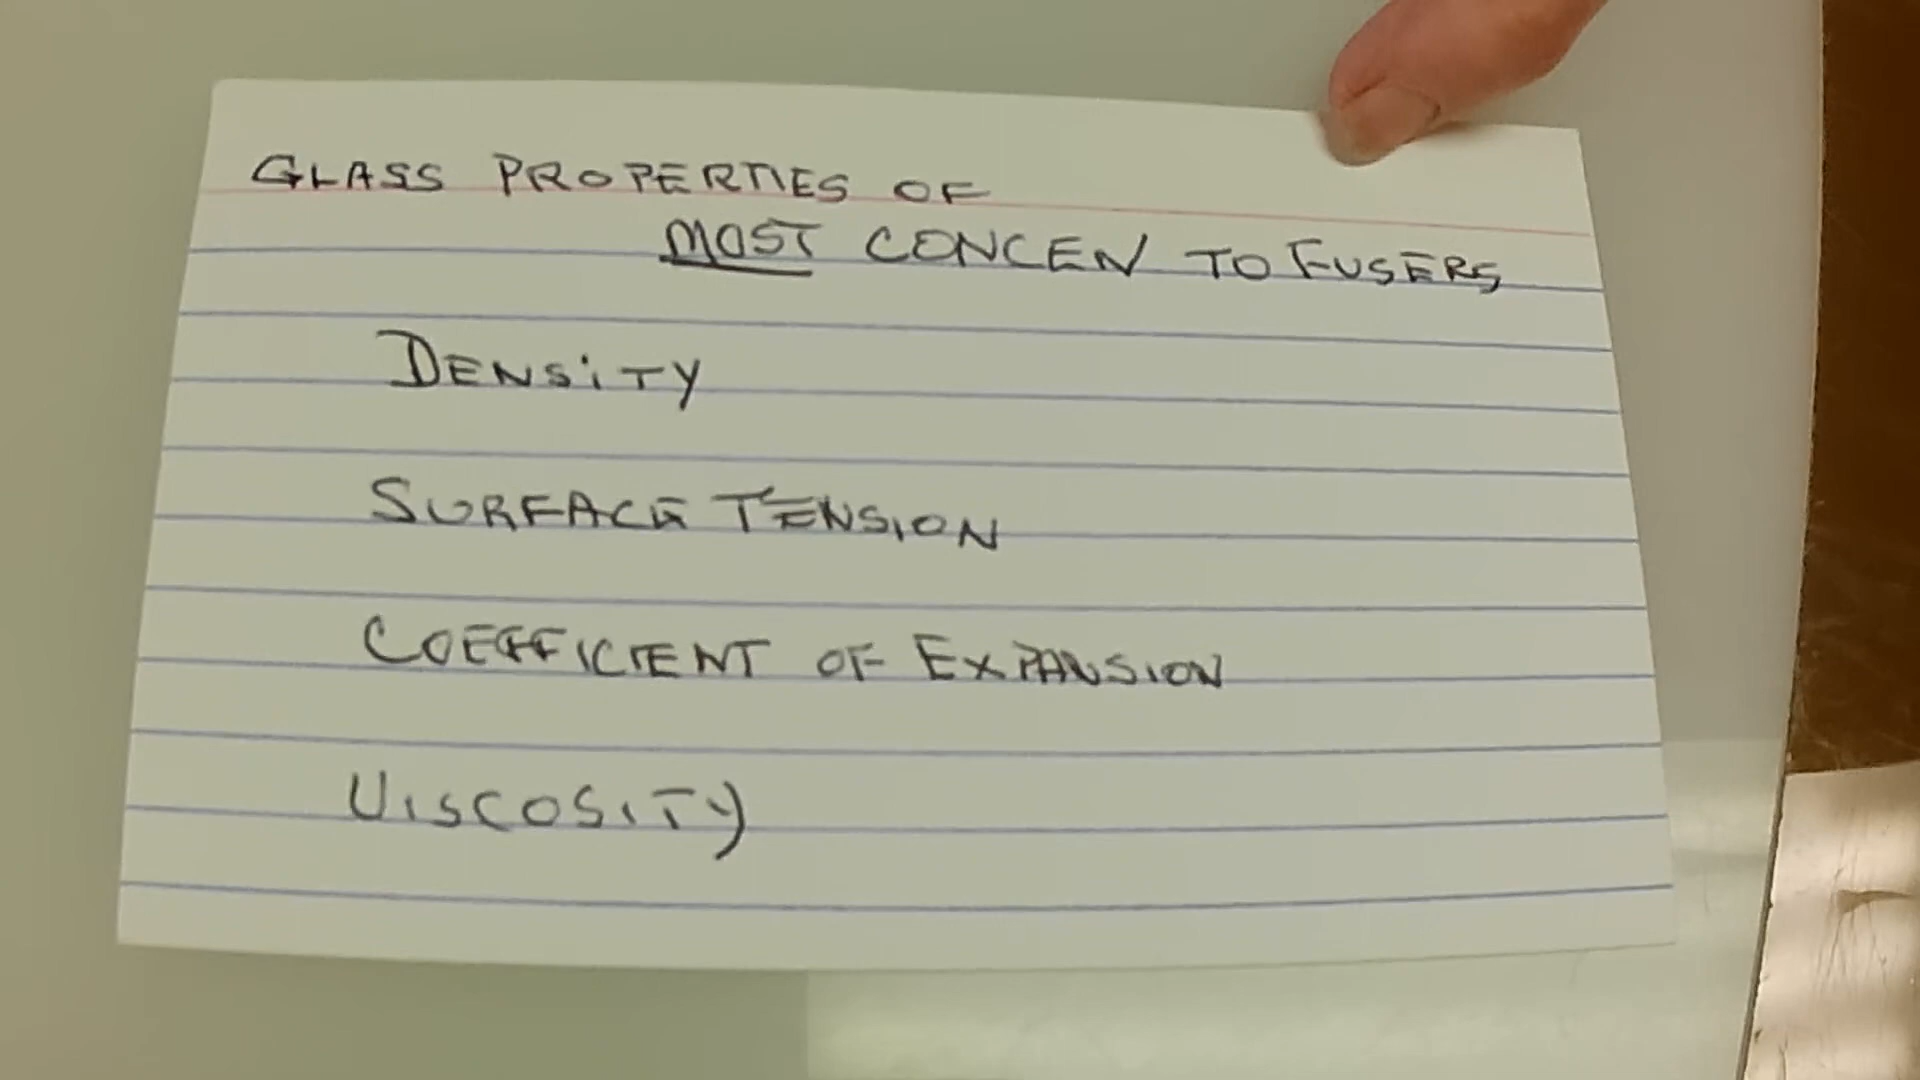 GLASS PROPERTIES OF
MOST CONCEN TO FUSERS
DENSiTY
SURFACE TENSION
COEFFICIENT OF EXPANSION
VISCOSITY